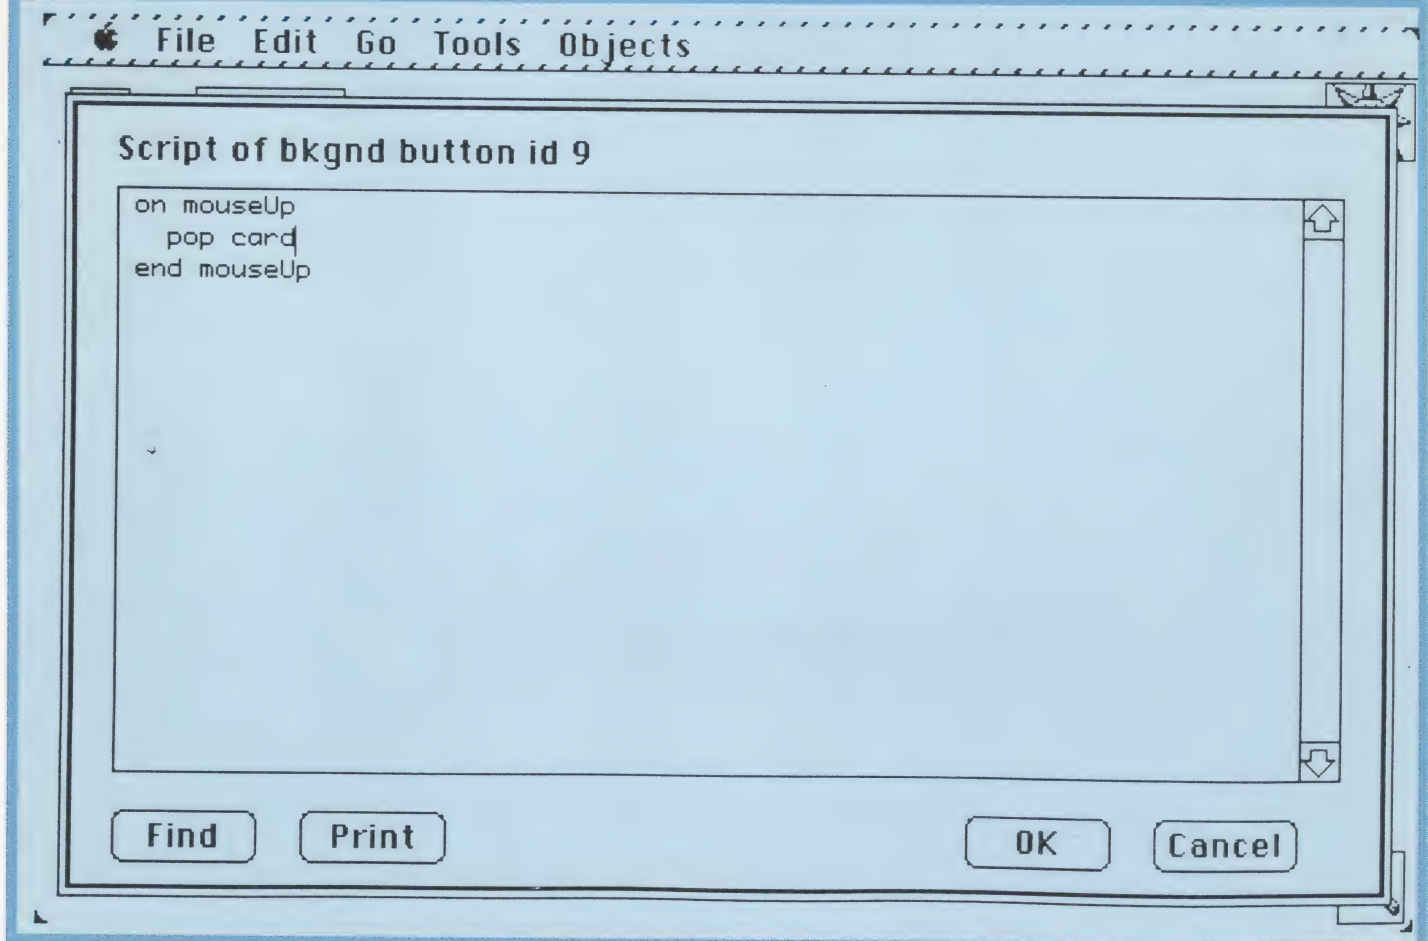 File Edit Go Tools Objects
Script of bkgnd button id 9
on mouseUp
pop card
end mouseUp
Find Print OK Cancel